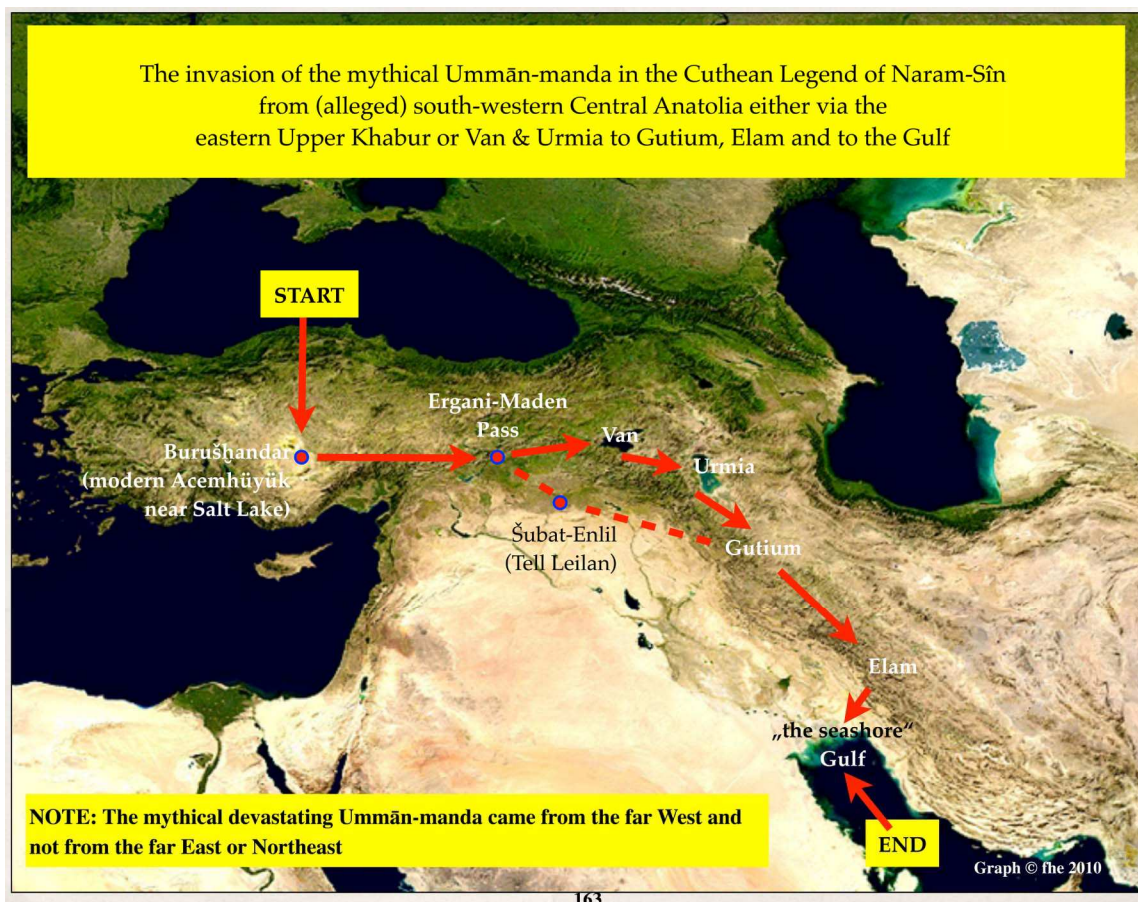 The invasion of the mythical Ummān-manda in the Cuthean Legend of Naram-Sîn
from (alleged) south-western Central Anatolia either via the
eastern Upper Khabur or Van & Urmia to Gutium, Elam and to the Gulf
START
Ergani-Maden
Pass
Van
Burušḫandar
(modern Acemhüyük
near Salt Lake)
Urmia
Šubat-Enlil
(Tell Leilan)
Gutium
Elam
„the seashore“
Gulf
NOTE: The mythical devastating Ummān-manda came from the far West and
not from the far East or Northeast
END
Graph © fhe 2010
163